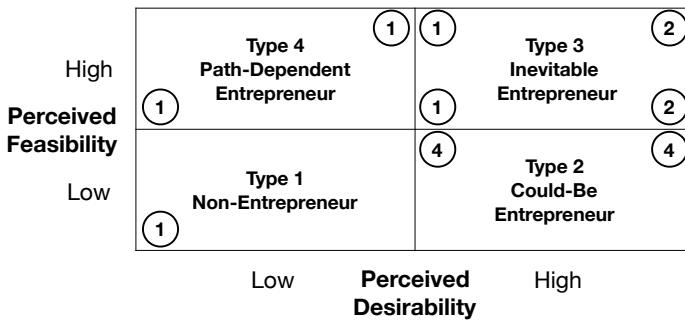 1 1 2
Type 4
Path-Dependent
Entrepreneur
Type 3
Inevitable
Entrepreneur
High
1 1 2
Perceived
Feasibility
4 4
Type 1
Non-Entrepreneur
Type 2
Could-Be
Entrepreneur
Low
1
Low Perceived High
Desirability